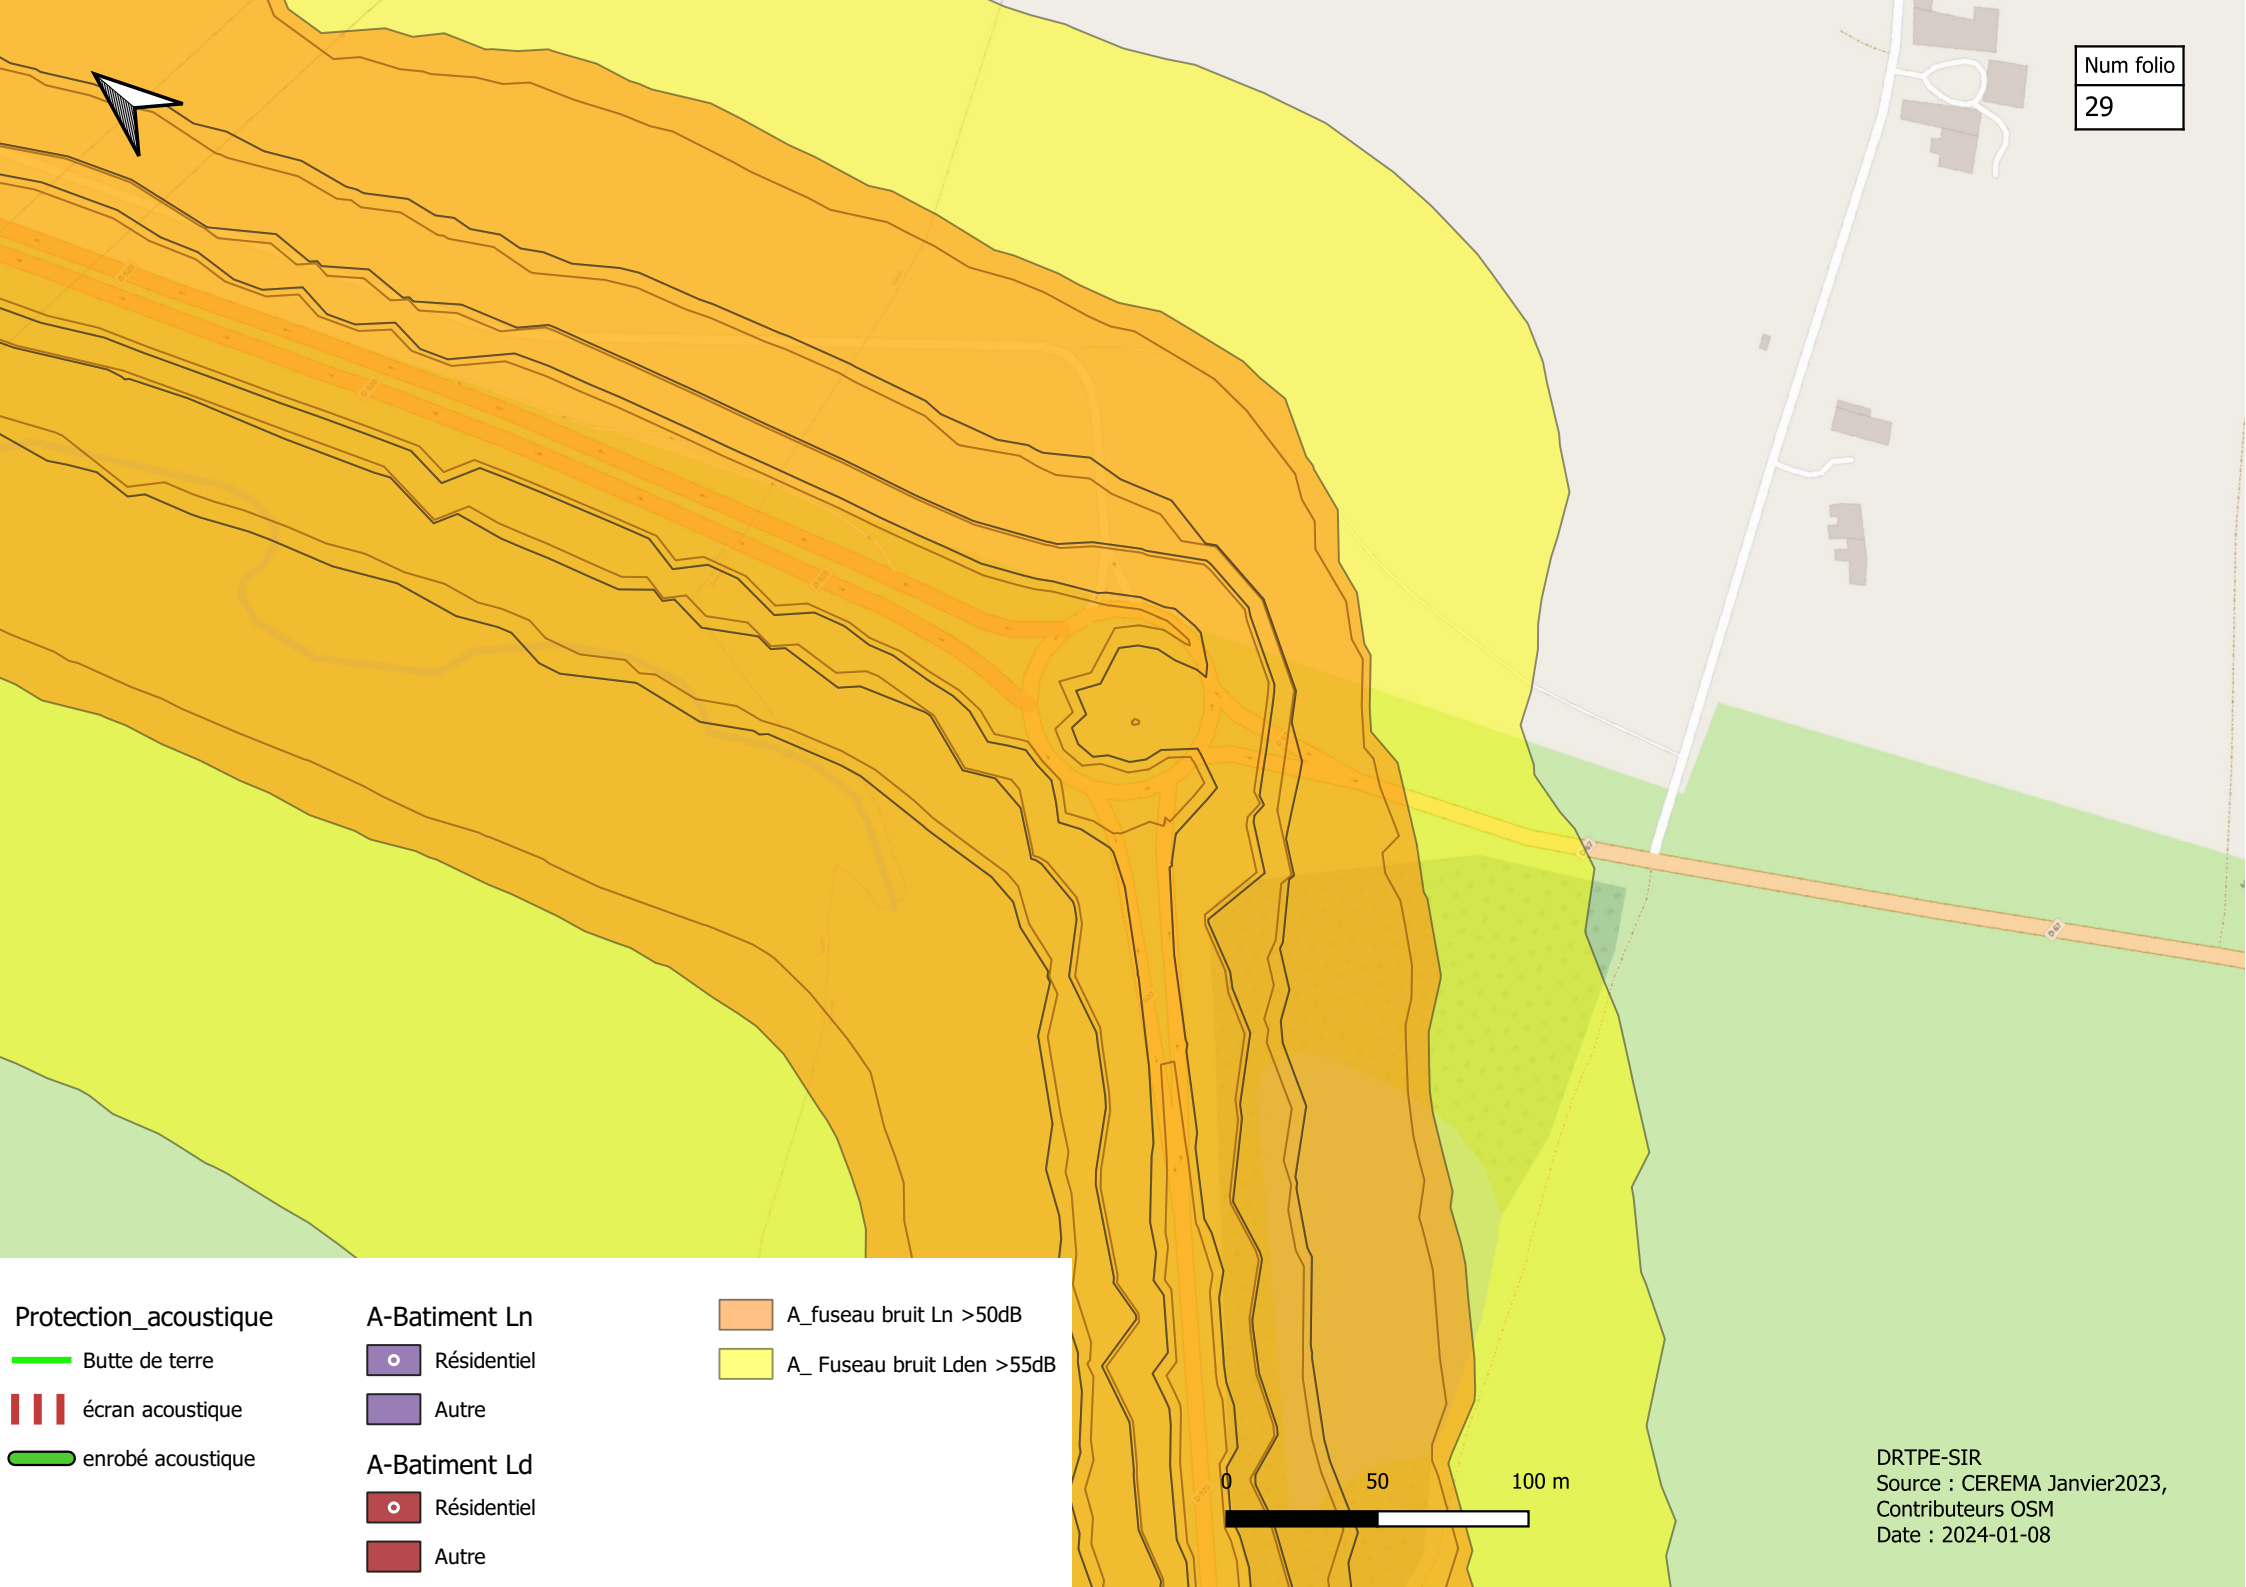 Num folio
29
D 67
D 67
Protection_acoustique
Butte de terre
écran acoustique
enrobé acoustique
A-Batiment Ln
Résidentiel
Autre
A-Batiment Ld
Résidentiel
Autre
A_fuseau bruit Ln >50dB
A_ Fuseau bruit Lden >55dB
0 50 100 m
DRTPE-SIR
Source : CEREMA Janvier2023,
Contributeurs OSM
Date : 2024-01-08